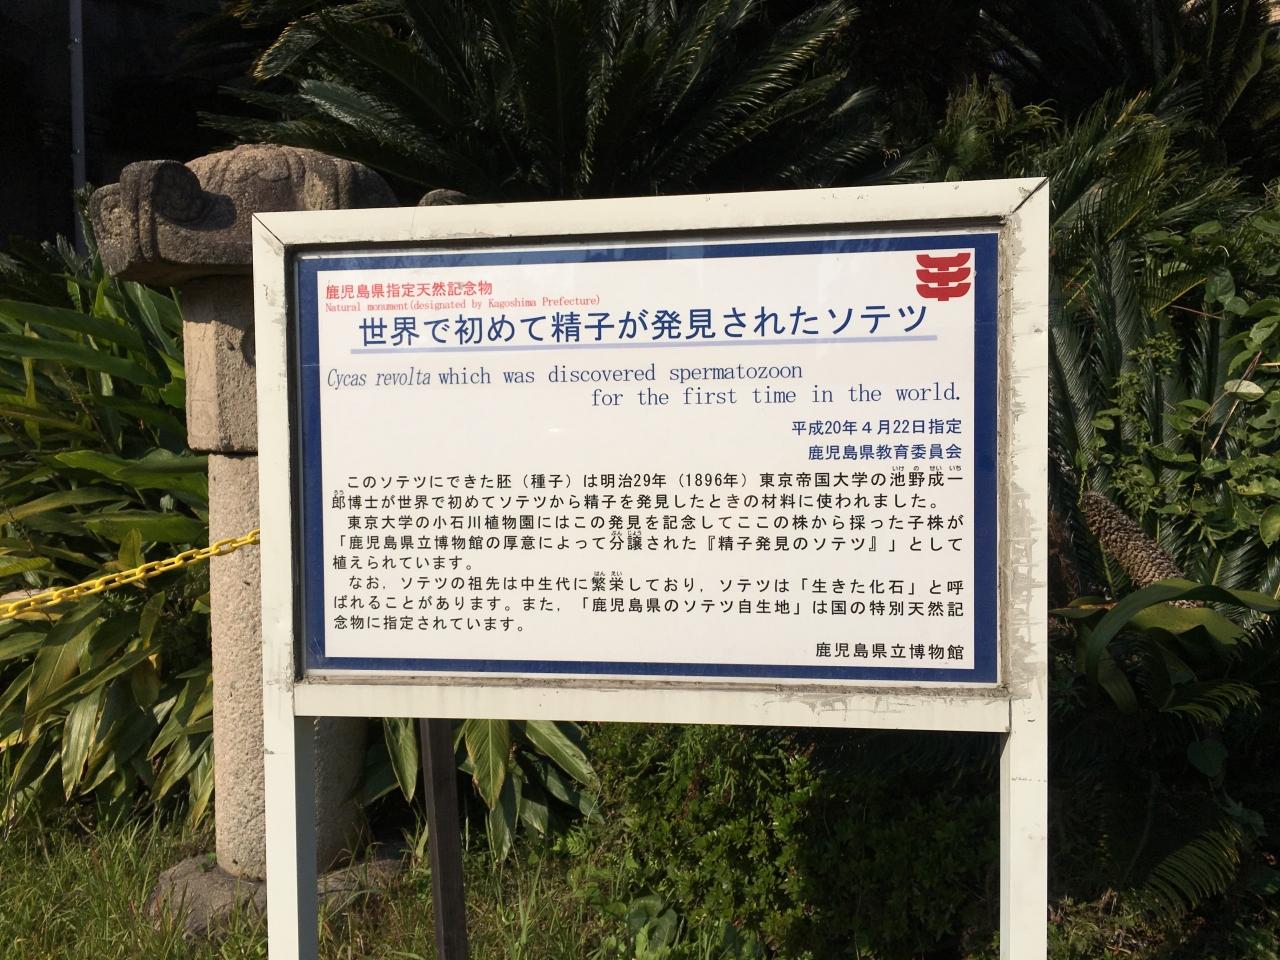 鹿児島県指定天然記念物
Natural monument(designated by Kagoshima Prefecture)
世界で初めて精子が発見されたソテツ
Cycas revolta which was discovered spermatozoon
for the first time in the world.
平成20年4月22日指定
鹿児島県教育委員会
このソテツにできた胚（種子）は明治29年（1896年）東京帝国大学の池野成一
郎博士が世界で初めてソテツから精子を発見したときの材料に使われました。
東京大学の小石川植物園にはこの発見を記念してここの株から採った子株が
「鹿児島県立博物館の厚意によって分譲された『精子発見のソテツ』」として
植えられています。
なお，ソテツの祖先は中生代に繁栄しており，ソテツは「生きた化石」と呼
ばれることがあります。また，「鹿児島県のソテツ自生地」は国の特別天然記
念物に指定されています。
鹿児島県立博物館